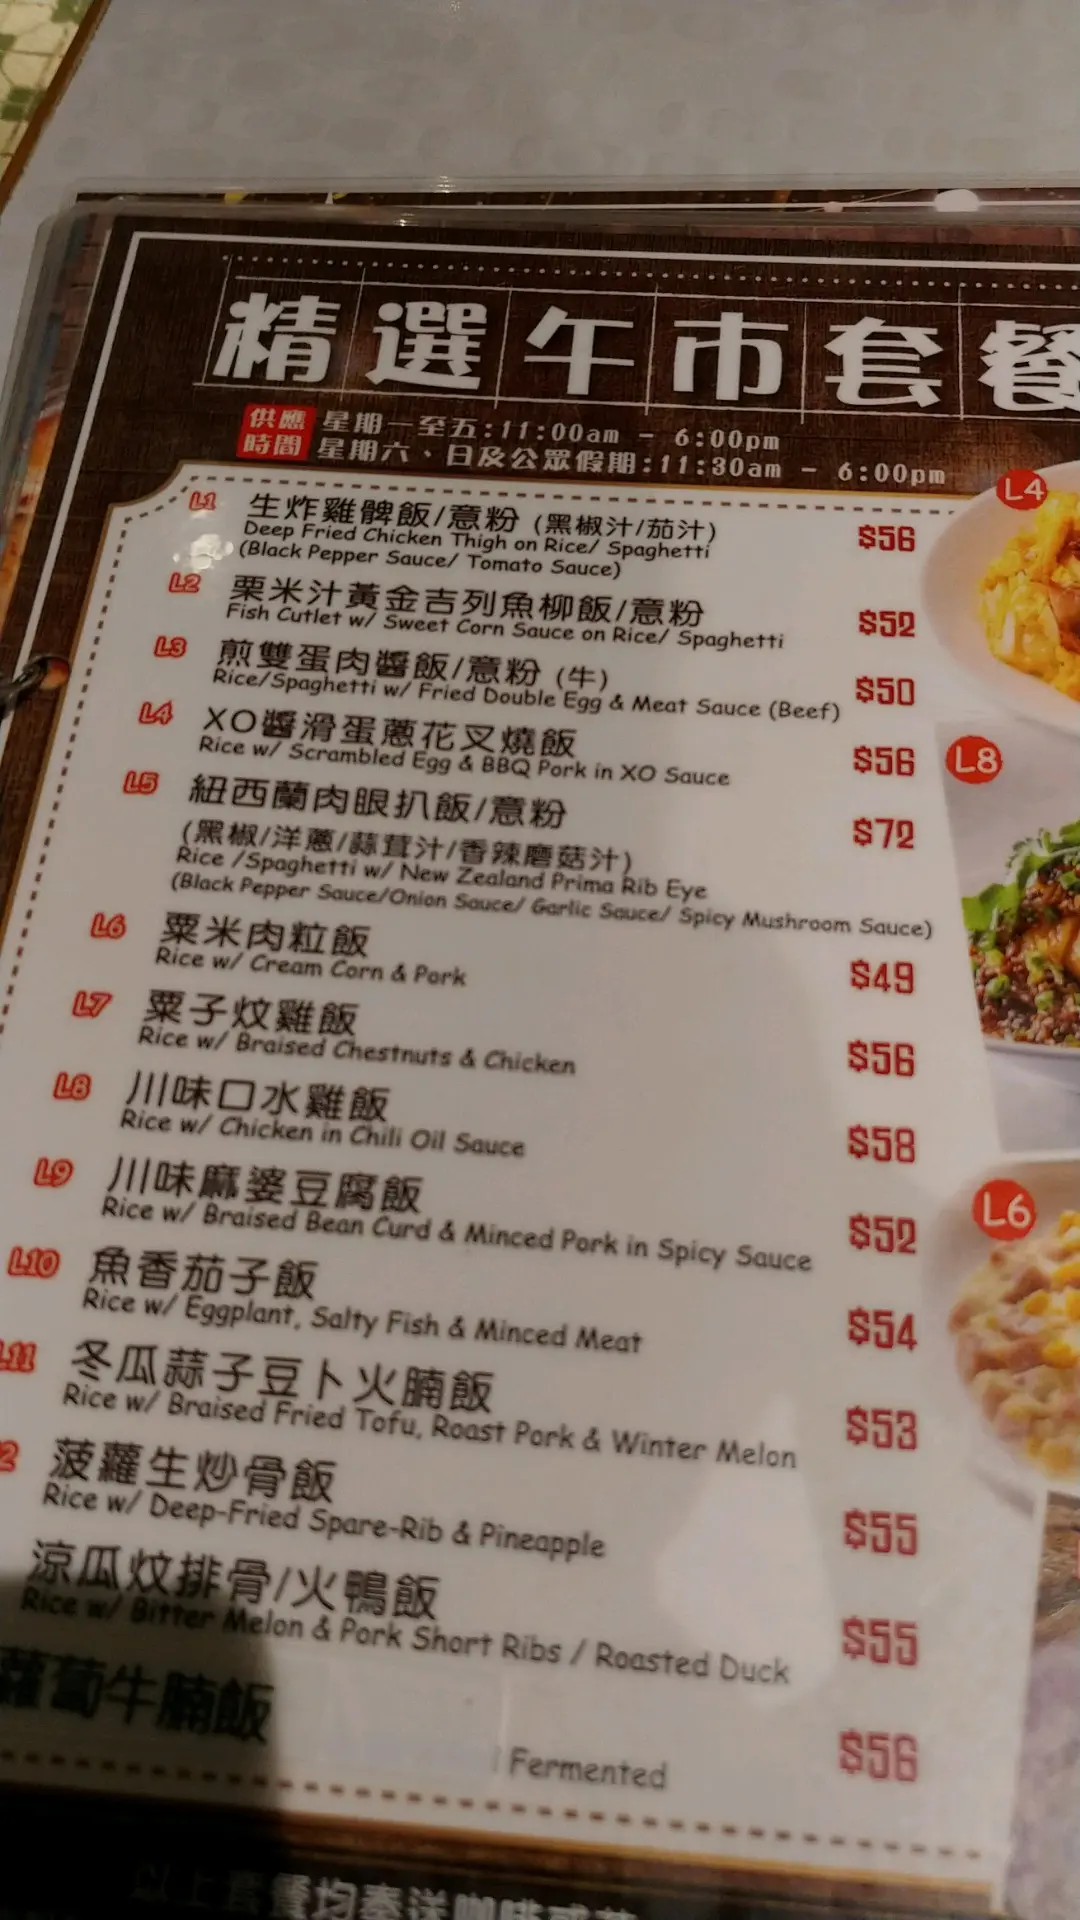 精選午市套餐
供應時間 星期一至五:11:00am - 6:00pm
星期六、日及公眾假期:11:30am - 6:00pm
L1 生炸雞髀飯/意粉 (黑椒汁/茄汁) $56
Deep Fried Chicken Thigh on Rice/ Spaghetti
(Black Pepper Sauce/ Tomato Sauce)
L2 粟米汁黃金吉列魚柳飯/意粉 $52
Fish Cutlet w/ Sweet Corn Sauce on Rice/ Spaghetti
L3 煎雙蛋肉醬飯/意粉 (牛) $50
Rice/Spaghetti w/ Fried Double Egg & Meat Sauce (Beef)
L4 XO醬滑蛋蔥花叉燒飯 $56
Rice w/ Scrambled Egg & BBQ Pork in XO Sauce
L5 紐西蘭肉眼扒飯/意粉 $72
(黑椒/洋蔥/蒜茸汁/香辣磨菇汁)
Rice /Spaghetti w/ New Zealand Prima Rib Eye
(Black Pepper Sauce/Onion Sauce/ Garlic Sauce/ Spicy Mushroom Sauce)
L6 粟米肉粒飯 $49
Rice w/ Cream Corn & Pork
L7 粟子炆雞飯 $56
Rice w/ Braised Chestnuts & Chicken
L8 川味口水雞飯 $58
Rice w/ Chicken in Chili Oil Sauce
L9 川味麻婆豆腐飯 $52
Rice w/ Braised Bean Curd & Minced Pork in Spicy Sauce
L10 魚香茄子飯 $54
Rice w/ Eggplant, Salty Fish & Minced Meat
L11 冬瓜蒜子豆卜火腩飯 $53
Rice w/ Braised Fried Tofu, Roast Pork & Winter Melon
2 菠蘿生炒骨飯 $55
Rice w/ Deep-Fried Spare-Rib & Pineapple
涼瓜炆排骨/火鴨飯 $55
Rice w/ Bitter Melon & Pork Short Ribs / Roasted Duck
蘿蔔牛腩飯 $56
Fermented
以上套餐均奉送咖啡或茶
L4
L8
L6